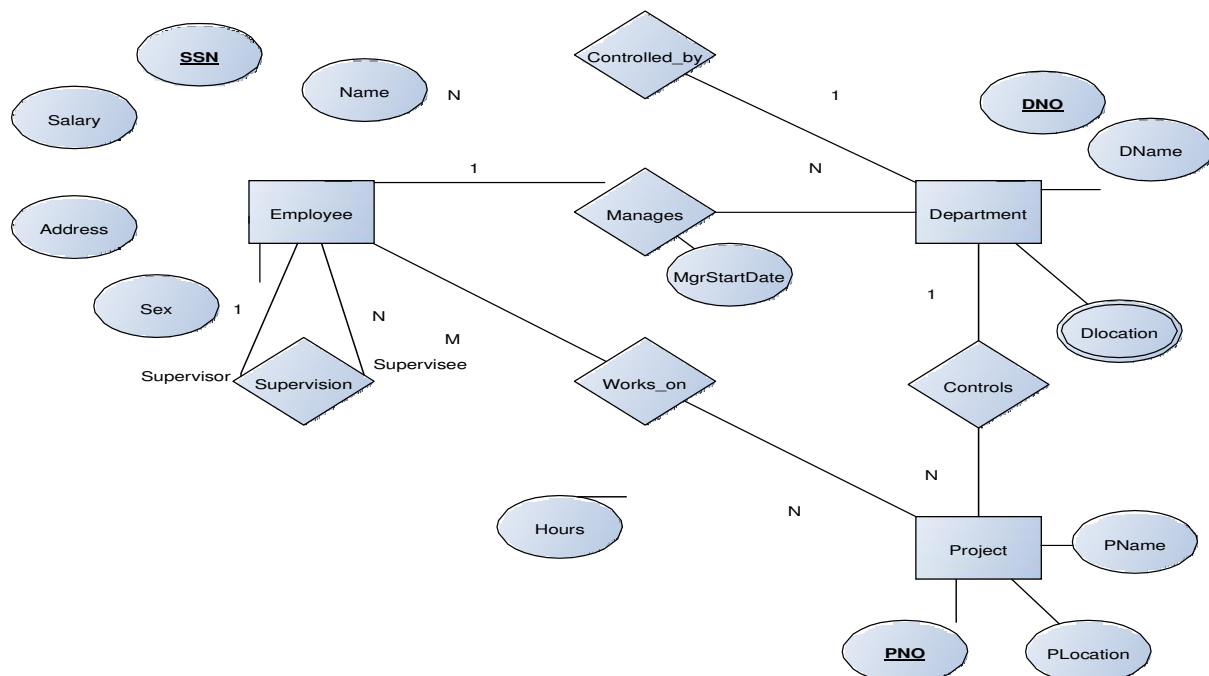 SSN
Controlled_by
Name
N
1
DNO
Salary
DName
1
N
Employee
Manages
Department
Address
MgrStartDate
Sex
1
N
1
Dlocation
M
Supervisor
Supervision
Supervisee
Works_on
Controls
N
N
Hours
Project
PName
PNO
PLocation